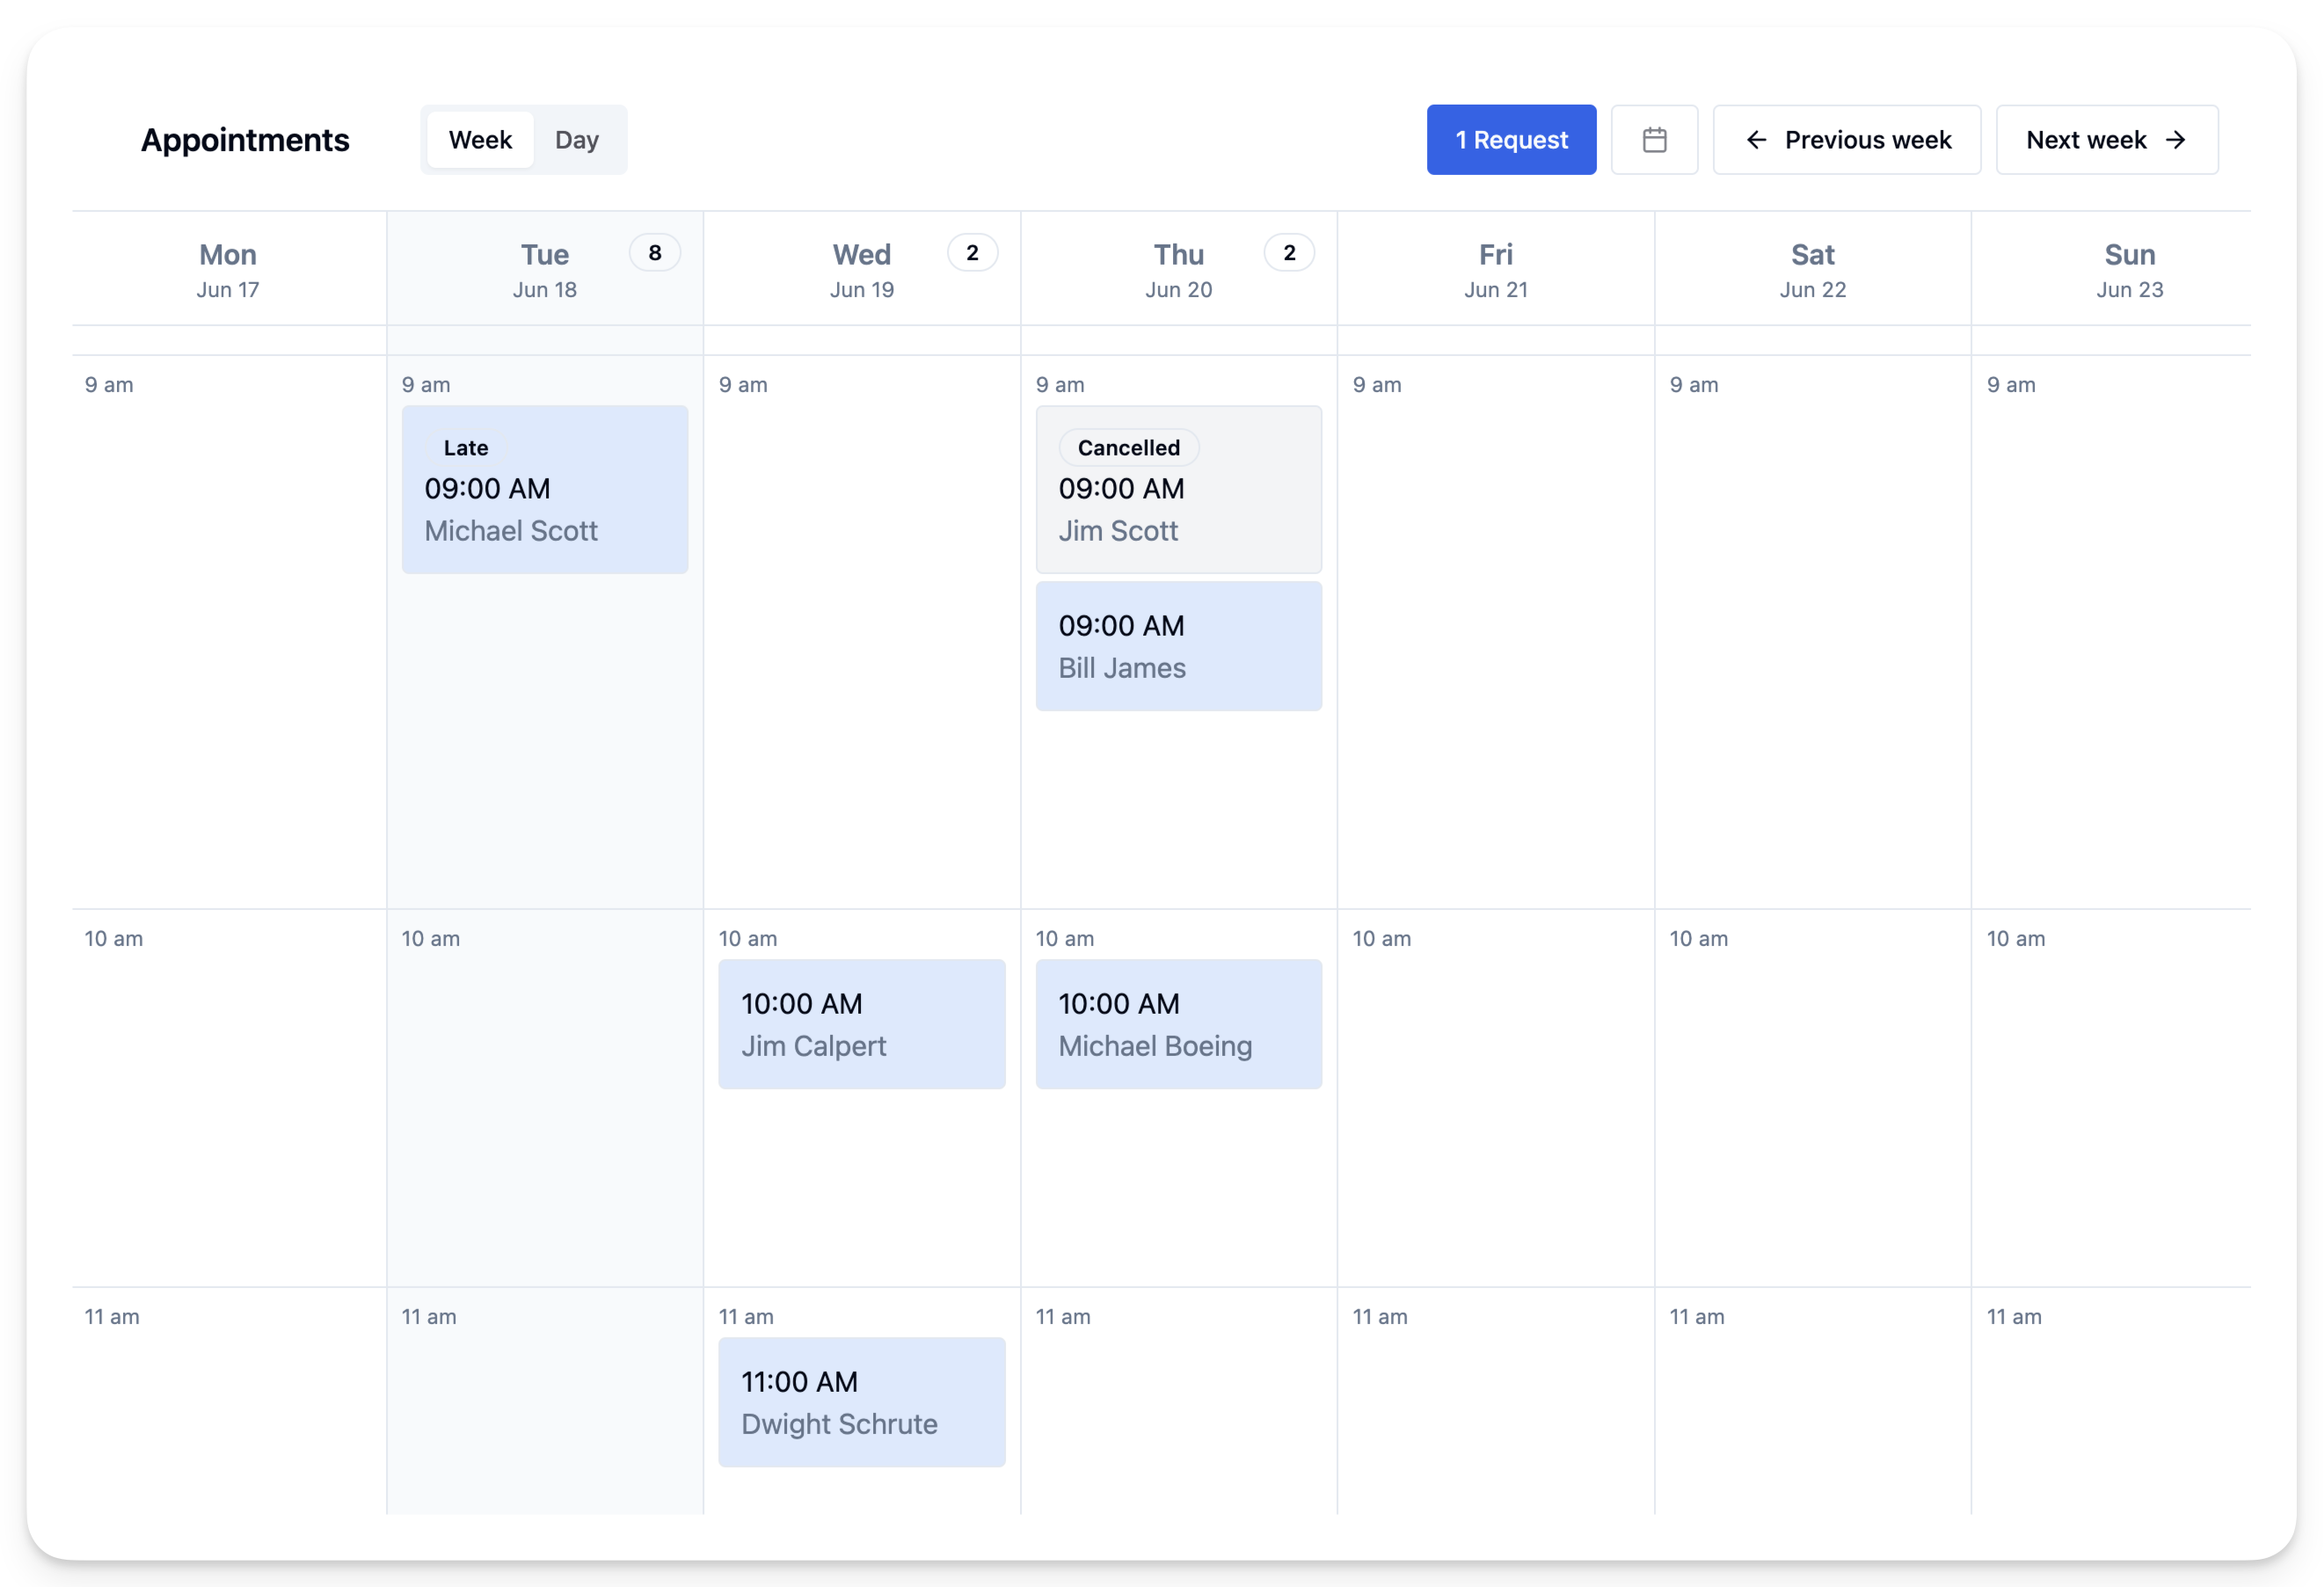 Appointments
Week Day
1 Request
Previous week
Next week
Mon
Jun 17
Tue 8
Jun 18
Wed 2
Jun 19
Thu 2
Jun 20
Fri
Jun 21
Sat
Jun 22
Sun
Jun 23
9 am 9 am 9 am 9 am 9 am 9 am 9 am
Late
09:00 AM
Michael Scott
Cancelled
09:00 AM
Jim Scott
09:00 AM
Bill James
10 am 10 am 10 am 10 am 10 am 10 am 10 am
10:00 AM
Jim Calpert
10:00 AM
Michael Boeing
11 am 11 am 11 am 11 am 11 am 11 am 11 am
11:00 AM
Dwight Schrute